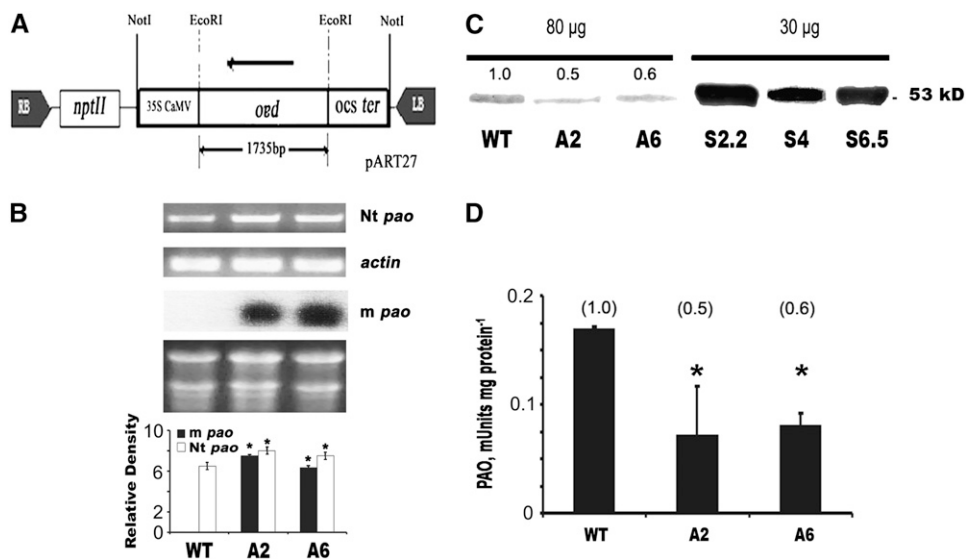 A
NotI
EcoRI
EcoRI
NotI
RB
nptII
35S CaMV
pao
ocs ter
LB
1735bp
pART27
B
Nt pao
actin
m pao
Relative Density
10
8
6
2
0
m pao
Nt pao
* * * *
WT A2 A6
C
80 µg 30 µg
1.0 0.5 0.6
- 53 kD
WT A2 A6 S2.2 S4 S6.5
D
PAO, mUnits mg protein-1
0.2
0.1
0
(1.0) (0.5) (0.6)
* *
WT A2 A6